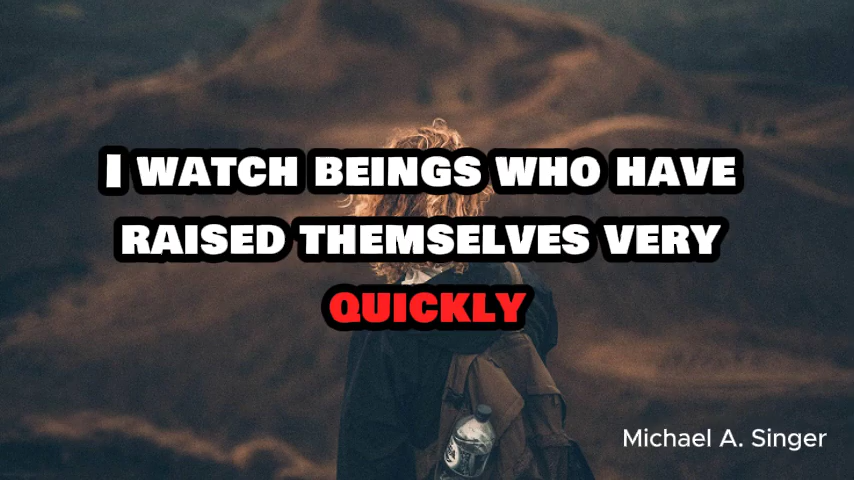 I WATCH BEINGS WHO HAVE
RAISED THEMSELVES VERY
QUICKLY
Michael A. Singer